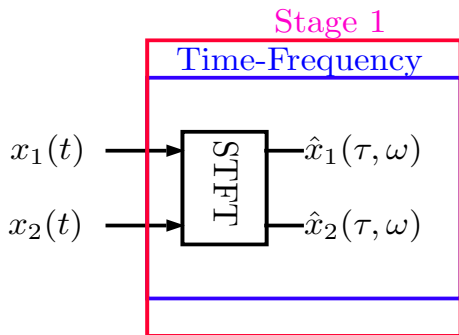 Stage 1
Time-Frequency
x₁(t) STFT x̂₁(τ, ω)
x₂(t) x̂₂(τ, ω)